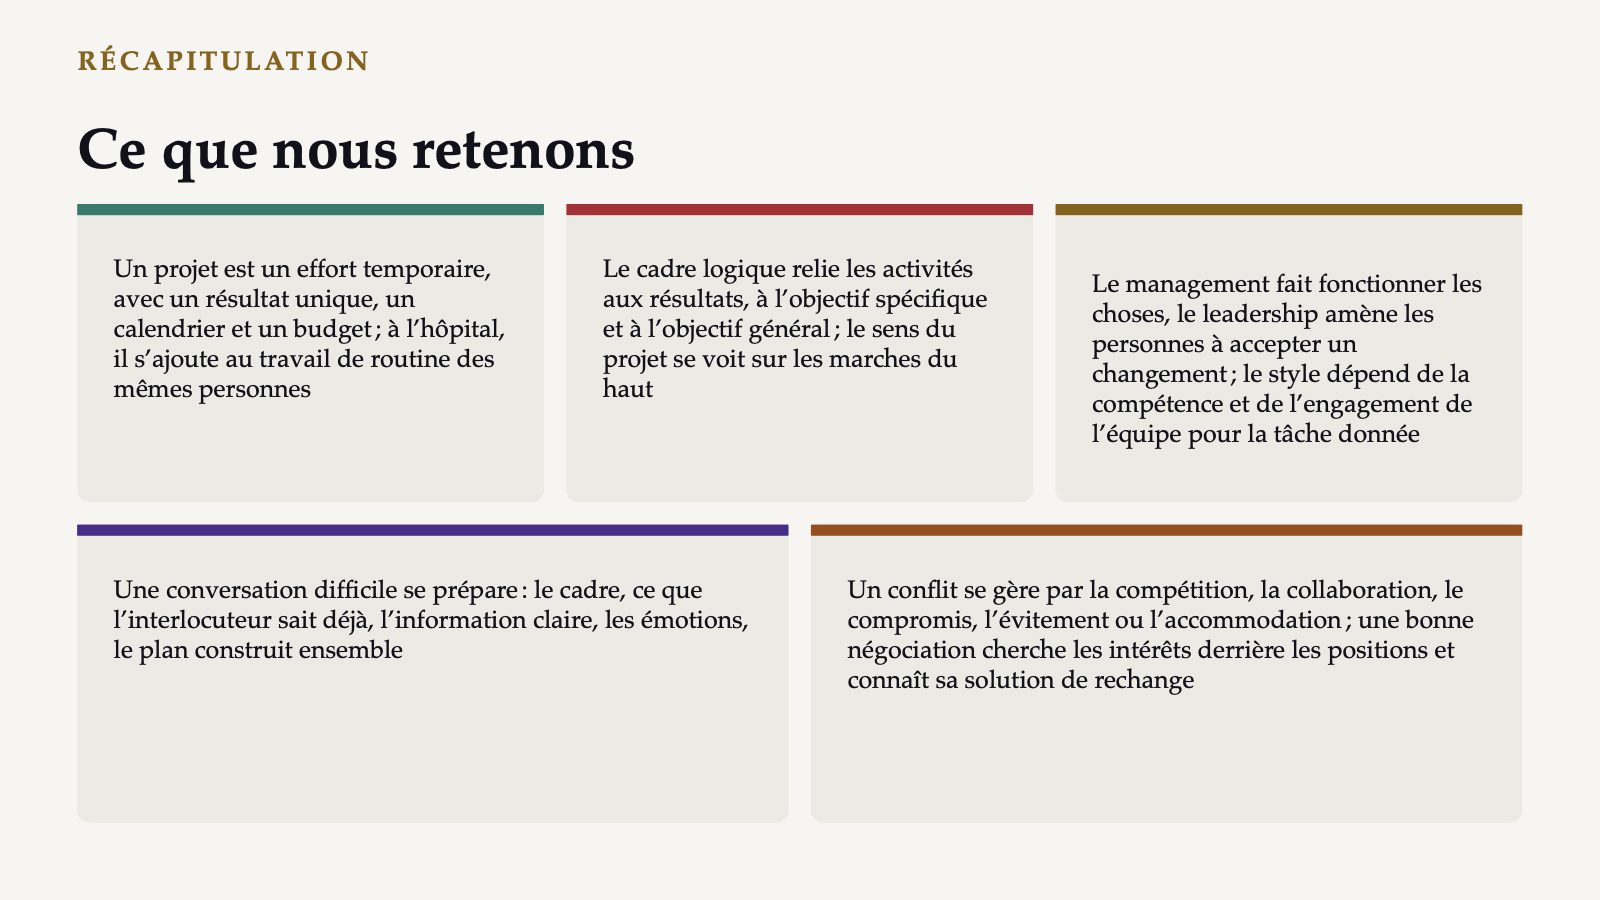 RÉCAPITULATION
Ce que nous retenons
Un projet est un effort temporaire,
avec un résultat unique, un
calendrier et un budget ; à l’hôpital,
il s’ajoute au travail de routine des
mêmes personnes
Le cadre logique relie les activités
aux résultats, à l’objectif spécifique
et à l’objectif général ; le sens du
projet se voit sur les marches du
haut
Le management fait fonctionner les
choses, le leadership amène les
personnes à accepter un
changement ; le style dépend de la
compétence et de l’engagement de
l’équipe pour la tâche donnée
Une conversation difficile se prépare : le cadre, ce que
l’interlocuteur sait déjà, l’information claire, les émotions,
le plan construit ensemble
Un conflit se gère par la compétition, la collaboration, le
compromis, l’évitement ou l’accommodation ; une bonne
négociation cherche les intérêts derrière les positions et
connaît sa solution de rechange